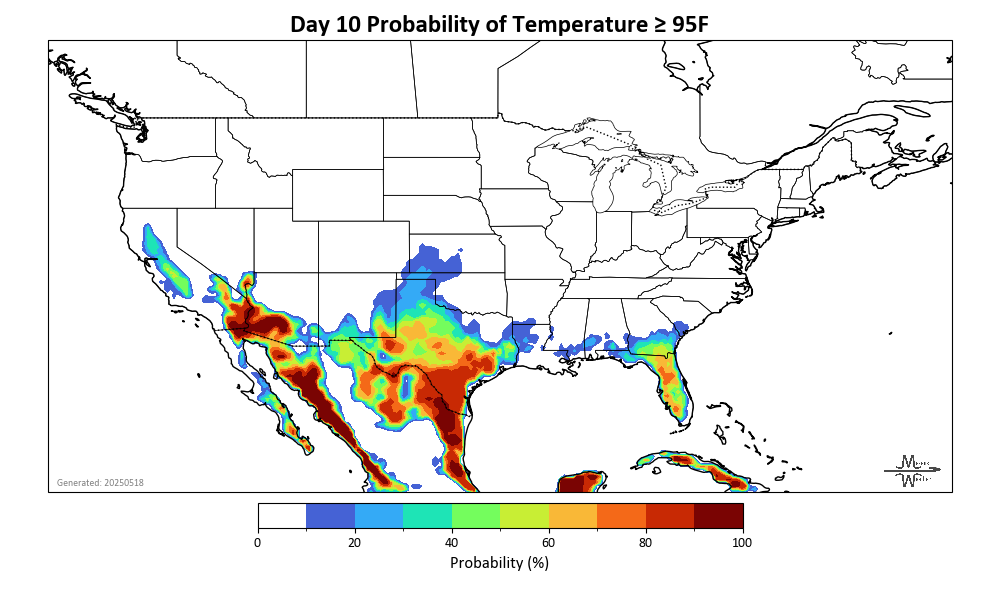 Day 10 Probability of Temperature ≥ 95F
Generated: 20250518
0 20 40 60 80 100
Probability (%)